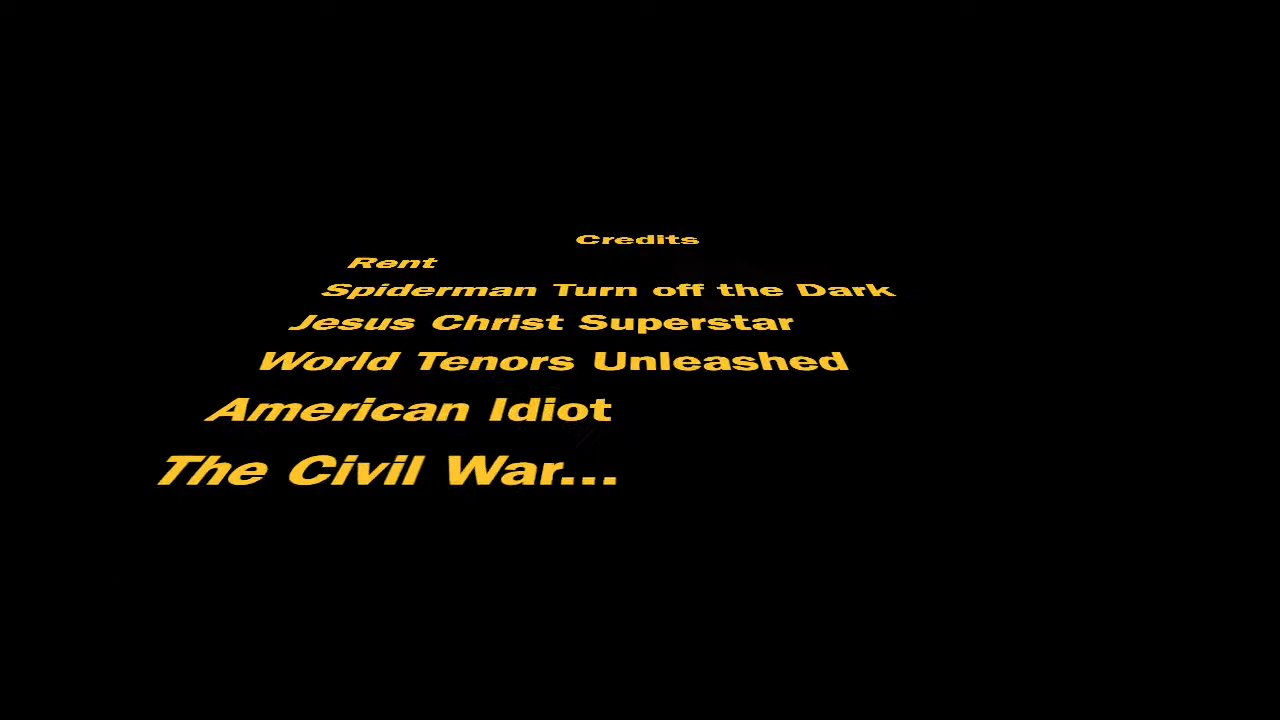 Credits
Rent
Spiderman Turn off the Dark
Jesus Christ Superstar
World Tenors Unleashed
American Idiot
The Civil War...